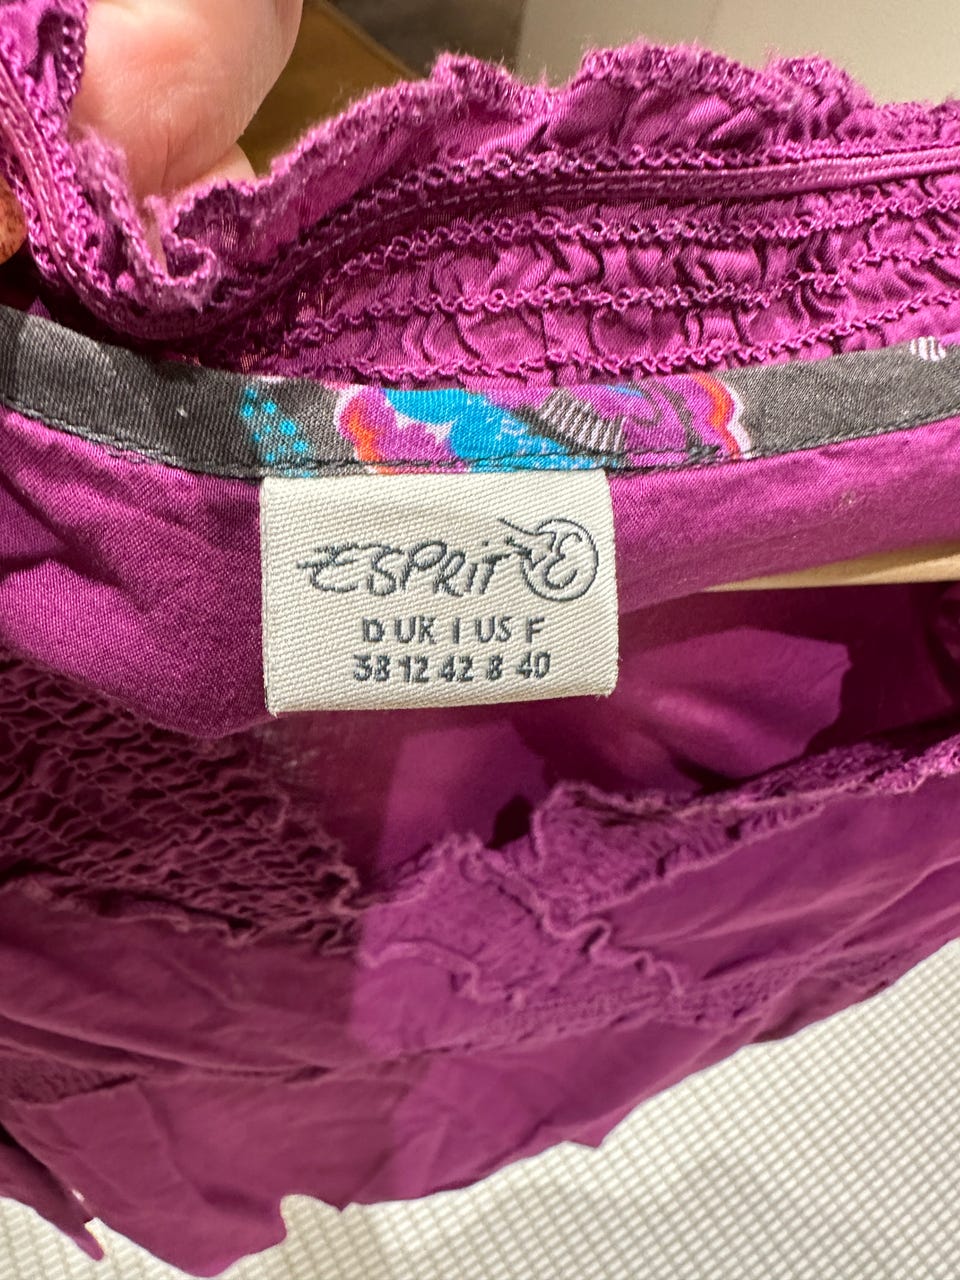 ESPRIT E
D UK I US F
38 12 42 8 40